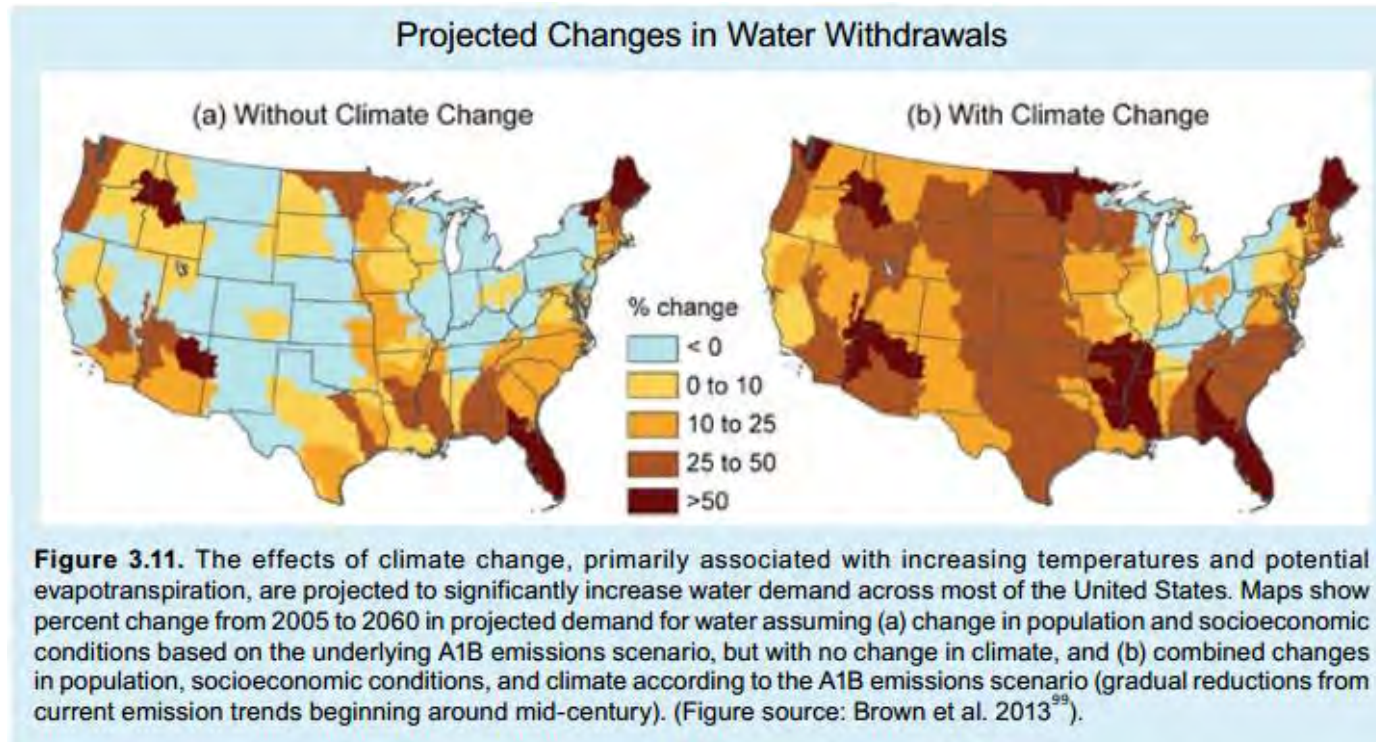 Projected Changes in Water Withdrawals
(a) Without Climate Change
(b) With Climate Change
% change
< 0
0 to 10
10 to 25
25 to 50
>50
Figure 3.11. The effects of climate change, primarily associated with increasing temperatures and potential
evapotranspiration, are projected to significantly increase water demand across most of the United States. Maps show
percent change from 2005 to 2060 in projected demand for water assuming (a) change in population and socioeconomic
conditions based on the underlying A1B emissions scenario, but with no change in climate, and (b) combined changes
in population, socioeconomic conditions, and climate according to the A1B emissions scenario (gradual reductions from
current emission trends beginning around mid-century). (Figure source: Brown et al. 2013⁹⁹).